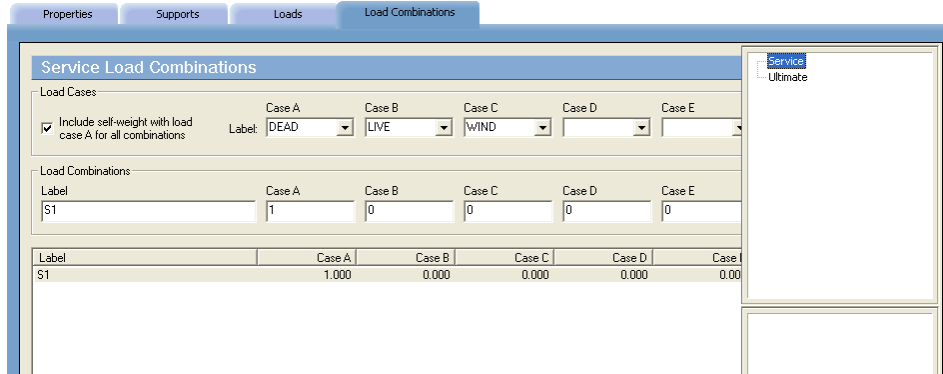 Properties Supports Loads Load Combinations
Service Load Combinations
Service
Ultimate
Load Cases
Case A Case B Case C Case D Case E
Include self-weight with load
case A for all combinations
Label: DEAD LIVE WIND
Load Combinations
Label Case A Case B Case C Case D Case E
S1 1 0 0 0 0
Label Case A Case B Case C Case D Case
S1 1.000 0.000 0.000 0.000 0.00